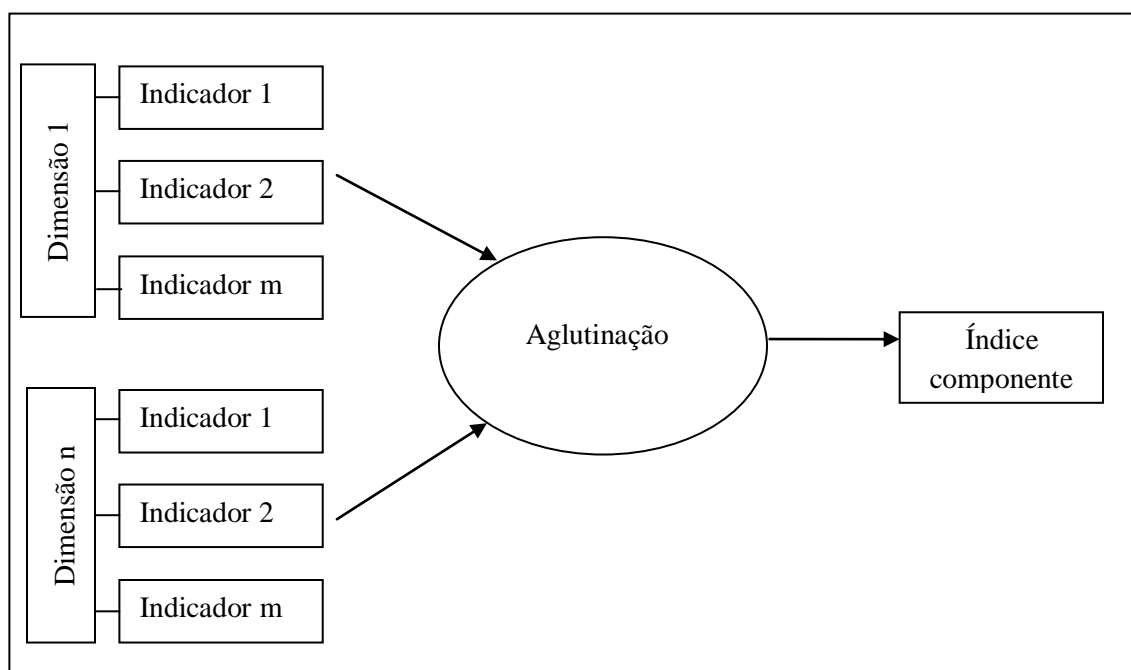 Dimensão 1
Indicador 1
Indicador 2
Indicador m
Dimensão n
Indicador 1
Indicador 2
Indicador m
Aglutinação
Índice
componente